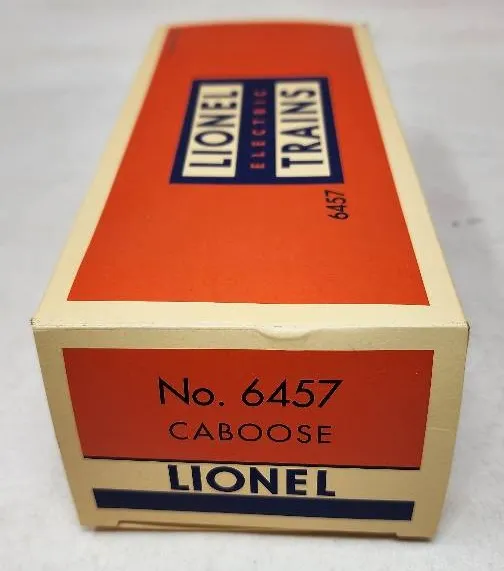 LIONEL
ELECTRIC
TRAINS
6457
No. 6457
CABOOSE
LIONEL